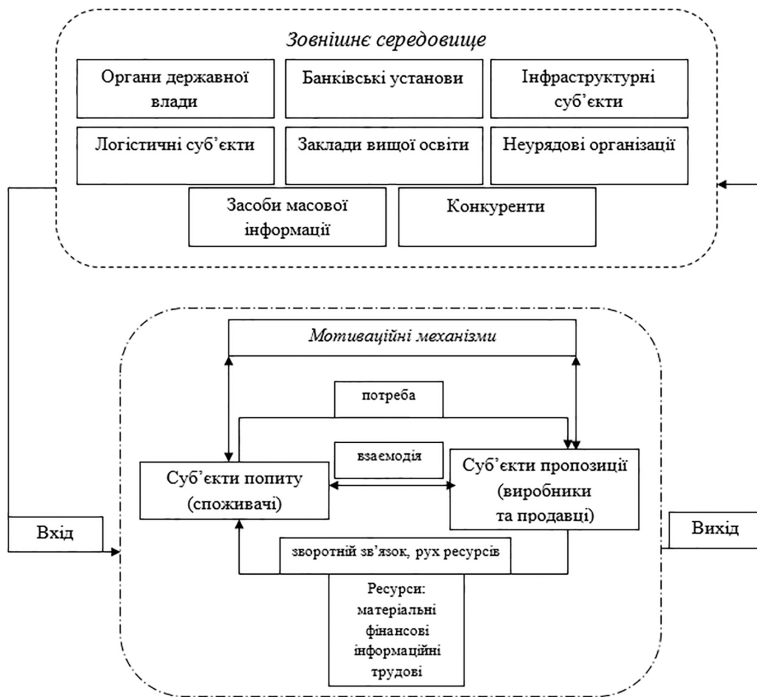 Зовнішнє середовище
Органи державної
влади
Банківські установи
Інфраструктурні
суб’єкти
Логістичні суб’єкти
Заклади вищої освіти
Неурядові організації
Засоби масової
інформації
Конкуренти
Мотиваційні механізми
потреба
взаємодія
Суб’єкти попиту
(споживачі)
Суб’єкти пропозиції
(виробники
та продавці)
Вхід
Вихід
зворотній зв’язок, рух ресурсів
Ресурси:
матеріальні
фінансові
інформаційні
трудові